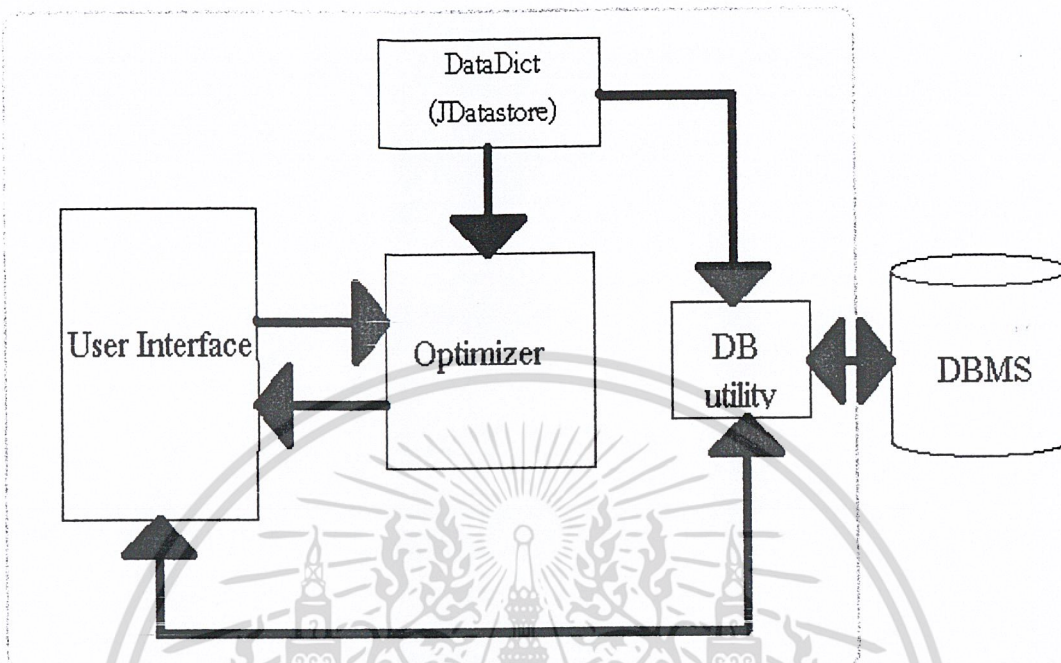 DataDict
(JDatastore)
User Interface
Optimizer
DB
utility
DBMS